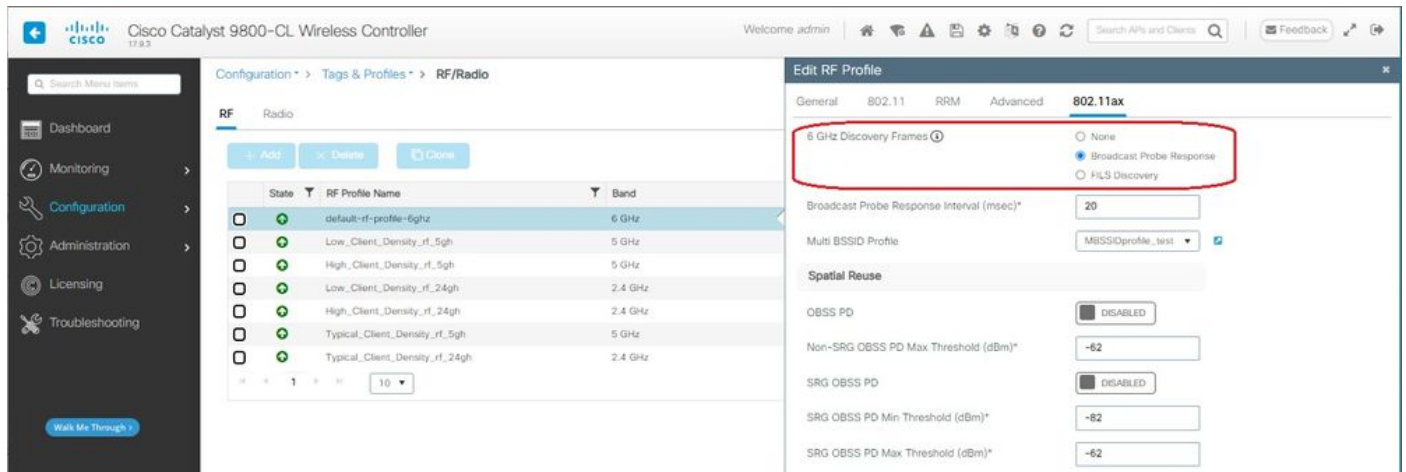 CISCO
Cisco Catalyst 9800-CL Wireless Controller
17.9.3
Welcome admin
Search APs and Clients
Feedback
Search Menu Items
Dashboard
Monitoring
Configuration
Administration
Licensing
Troubleshooting
Walk Me Through >
Configuration > Tags & Profiles > RF/Radio
RF Radio
+ Add × Delete Clone
State RF Profile Name Band
default-rf-profile-6ghz 6 GHz
Low_Client_Density_rf_5gh 5 GHz
High_Client_Density_rf_5gh 5 GHz
Low_Client_Density_rf_24gh 2.4 GHz
High_Client_Density_rf_24gh 2.4 GHz
Typical_Client_Density_rf_5gh 5 GHz
Typical_Client_Density_rf_24gh 2.4 GHz
1 10
Edit RF Profile
General 802.11 RRM Advanced 802.11ax
6 GHz Discovery Frames
None
Broadcast Probe Response
FILS Discovery
Broadcast Probe Response Interval (msec)* 20
Multi BSSID Profile MBSSIDprofile_test
Spatial Reuse
OBSS PD DISABLED
Non-SRG OBSS PD Max Threshold (dBm)* -62
SRG OBSS PD DISABLED
SRG OBSS PD Min Threshold (dBm)* -82
SRG OBSS PD Max Threshold (dBm)* -62